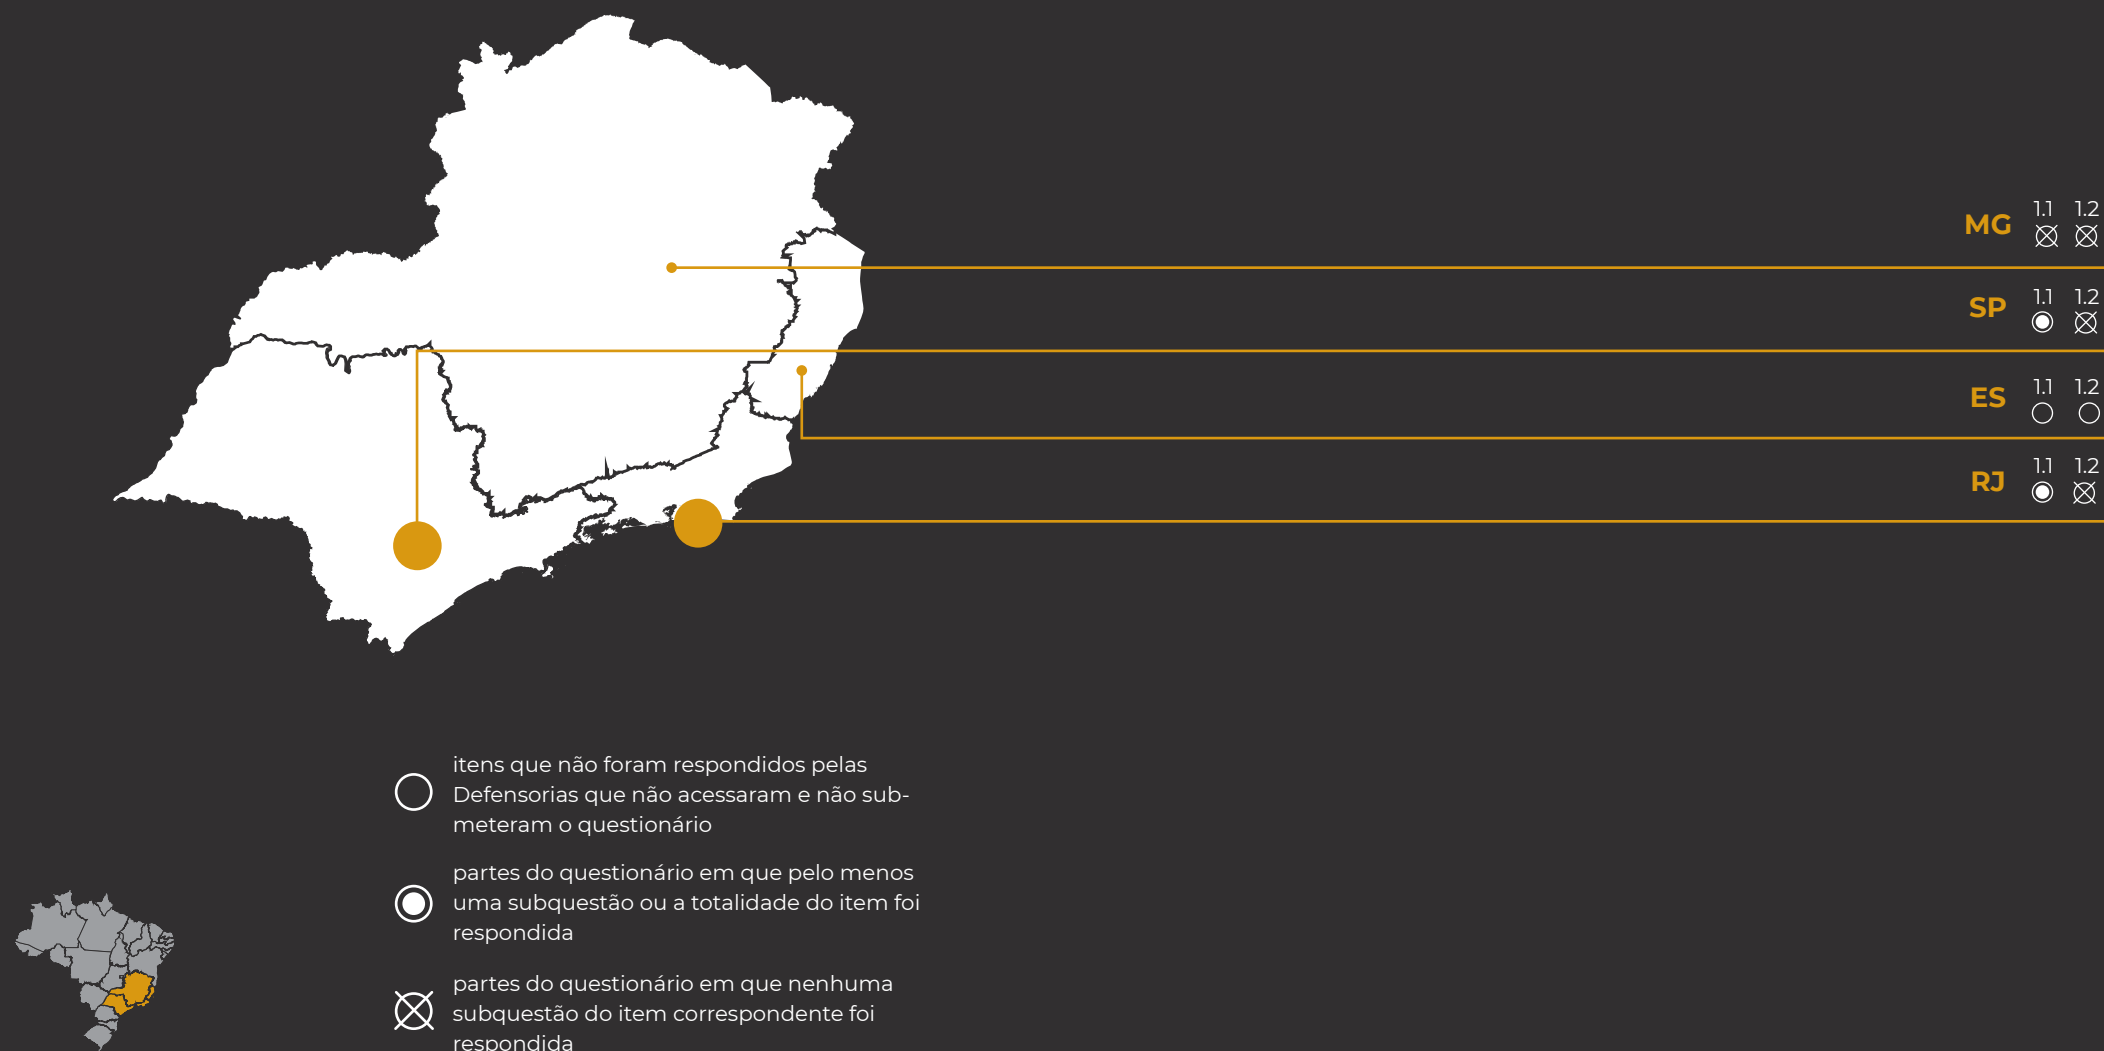 1.1 1.2
MG
1.1 1.2
SP
1.1 1.2
ES
1.1 1.2
RJ
itens que não foram respondidos pelas
Defensorias que não acessaram e não sub-
meteram o questionário
partes do questionário em que pelo menos
uma subquestão ou a totalidade do item foi
respondida
partes do questionário em que nenhuma
subquestão do item correspondente foi
respondida